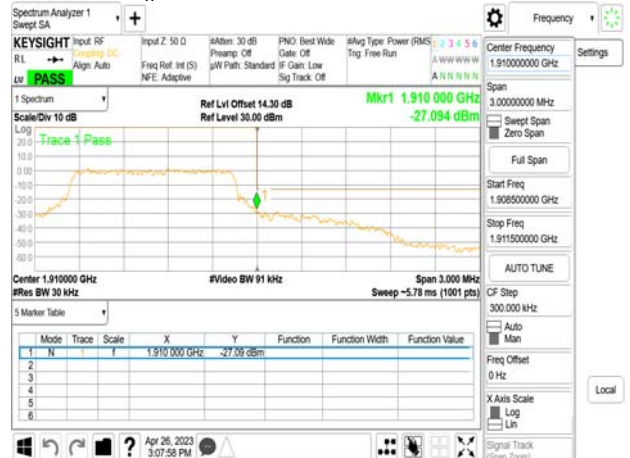 Spectrum Analyzer 1
Swept SA
+
Frequency
KEYSIGHT
RL
LV PASS
Input: RF
Coupling: DC
Align: Auto
Input Z: 50 Ω
Freq Ref: Int (S)
NFE: Adaptive
#Atten: 30 dB
Preamp: Off
µW Path: Standard
PNO: Best Wide
Gate: Off
IF Gain: Low
Sig Track: Off
#Avg Type: Power (RMS
Trig: Free Run
1 2 3 4 5 6
A WWWWW
A N N N N N
1 Spectrum
Scale/Div 10 dB
Ref Lvl Offset 14.30 dB
Ref Level 30.00 dBm
Mkr1 1.910 000 GHz
-27.094 dBm
Log
Trace 1 Pass
20.0
10.0
0.00
-10.0
-20.0
-30.0
-40.0
-50.0
-60.0
1
Center 1.910000 GHz
#Res BW 30 kHz
#Video BW 91 kHz
Span 3.000 MHz
Sweep ~5.78 ms (1001 pts)
5 Marker Table
Mode Trace Scale X Y Function Function Width Function Value
1 N 1 f 1.910 000 GHz -27.09 dBm
2
3
4
5
6
Apr 26, 2023
3:07:58 PM
Center Frequency
1.910000000 GHz
Settings
Span
3.00000000 MHz
Swept Span
Zero Span
Full Span
Start Freq
1.908500000 GHz
Stop Freq
1.911500000 GHz
AUTO TUNE
CF Step
300.000 kHz
Auto
Man
Freq Offset
0 Hz
X Axis Scale
Log
Lin
Local
Signal Track
(Span Zoom)